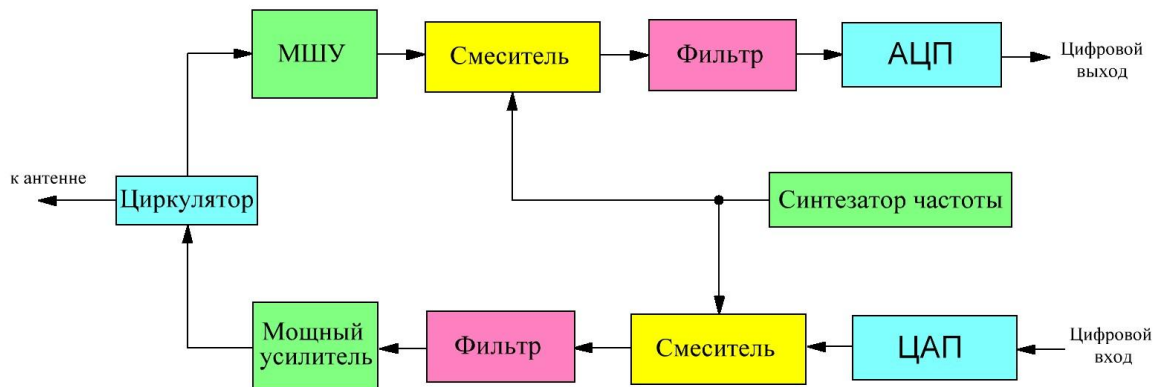 МШУ
Смеситель
Фильтр
АЦП
Цифровой
выход
к антенне
Циркулятор
Синтезатор частоты
Мощный
усилитель
Фильтр
Смеситель
ЦАП
Цифровой
вход